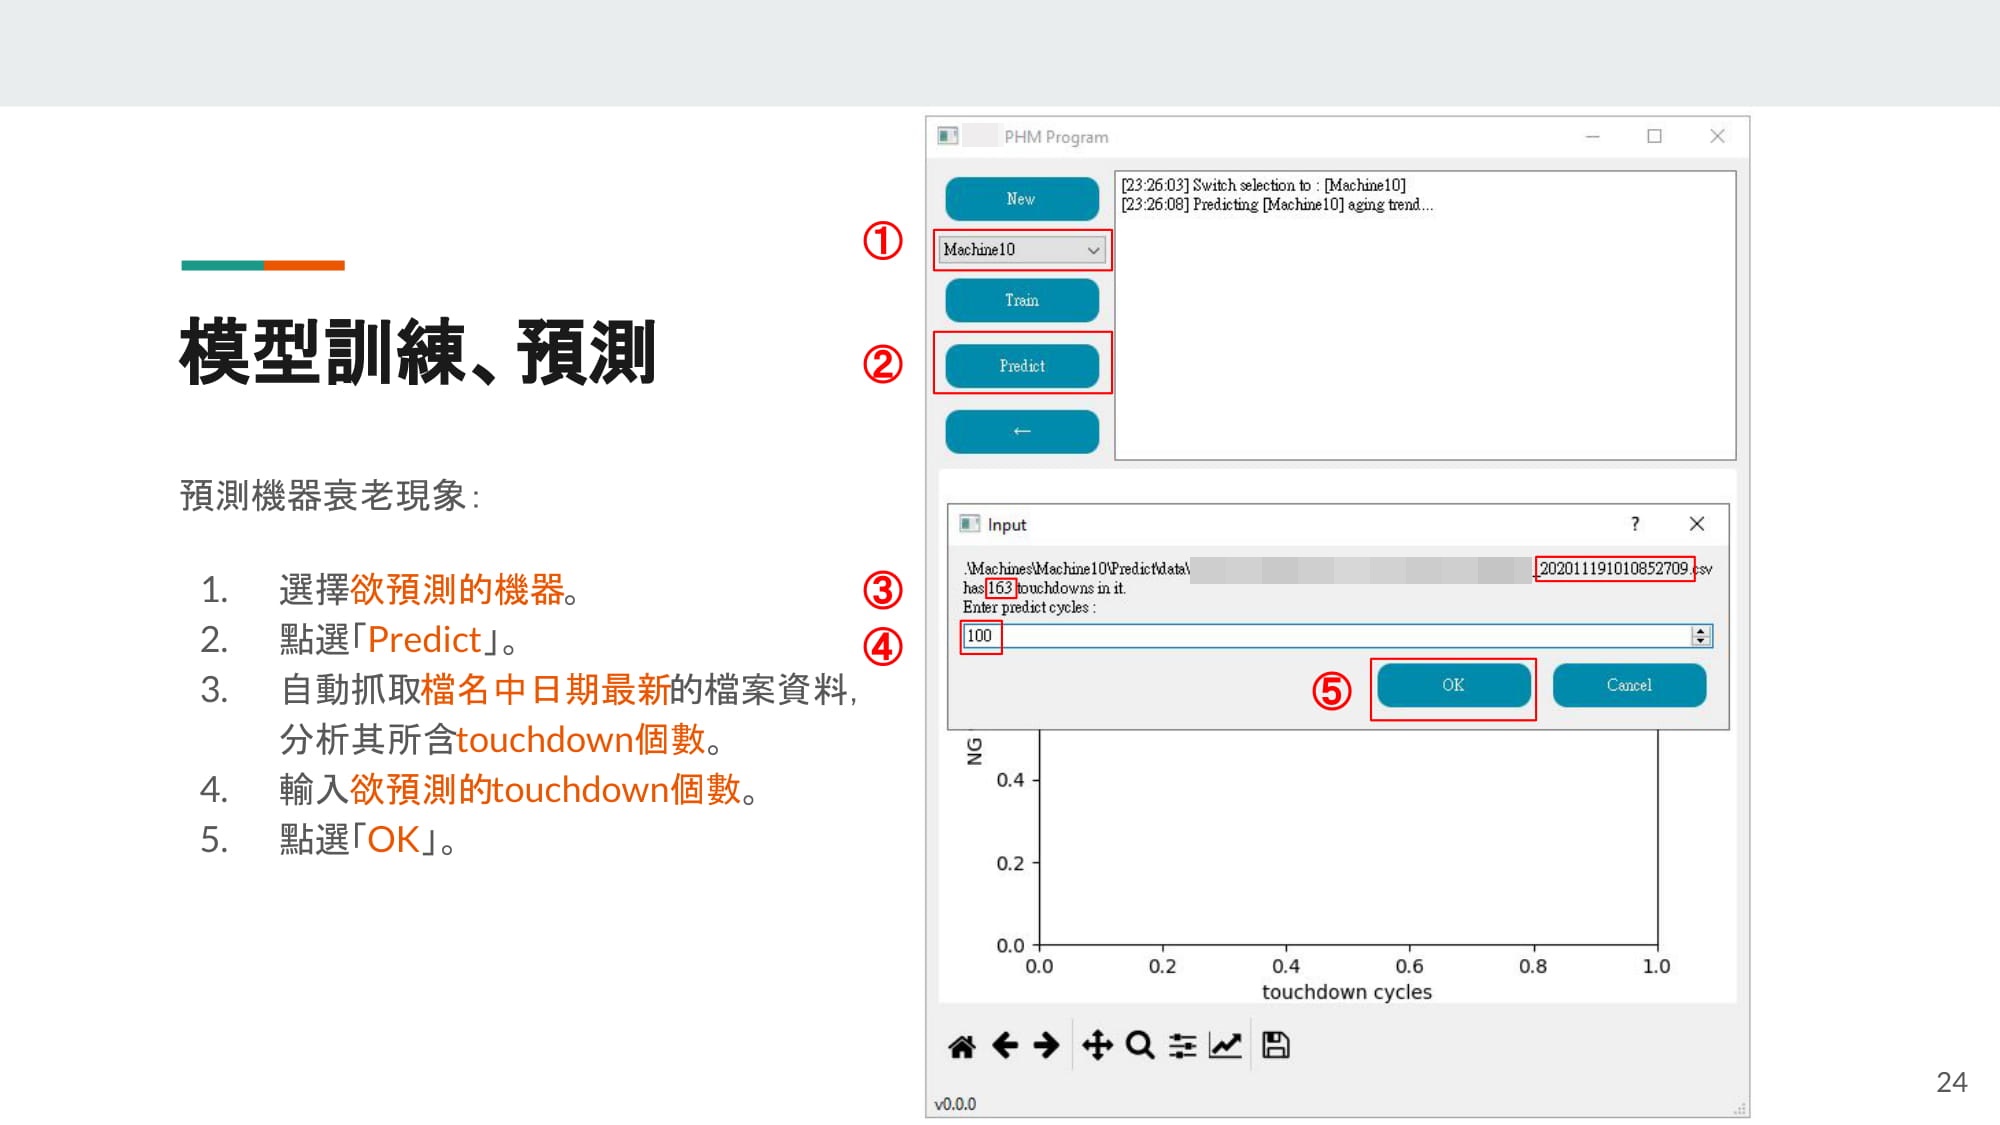 模型訓練、預測
預測機器衰老現象：
1. 選擇欲預測的機器。
2. 點選「Predict」。
3. 自動抓取檔名中日期最新的檔案資料，
分析其所含touchdown個數。
4. 輸入欲預測的touchdown個數。
5. 點選「OK」。
PHM Program
New
① Machine10
Train
② Predict
←
[23:26:03] Switch selection to : [Machine10]
[23:26:08] Predicting [Machine10] aging trend...
Input
?
.\Machines\Machine10\Predict\data\
_202011191010852709.csv
③ has 163 touchdowns in it.
Enter predict cycles :
④ 100
⑤ OK
Cancel
NG
0.4
0.2
0.0
0.0 0.2 0.4 0.6 0.8 1.0
touchdown cycles
v0.0.0
24